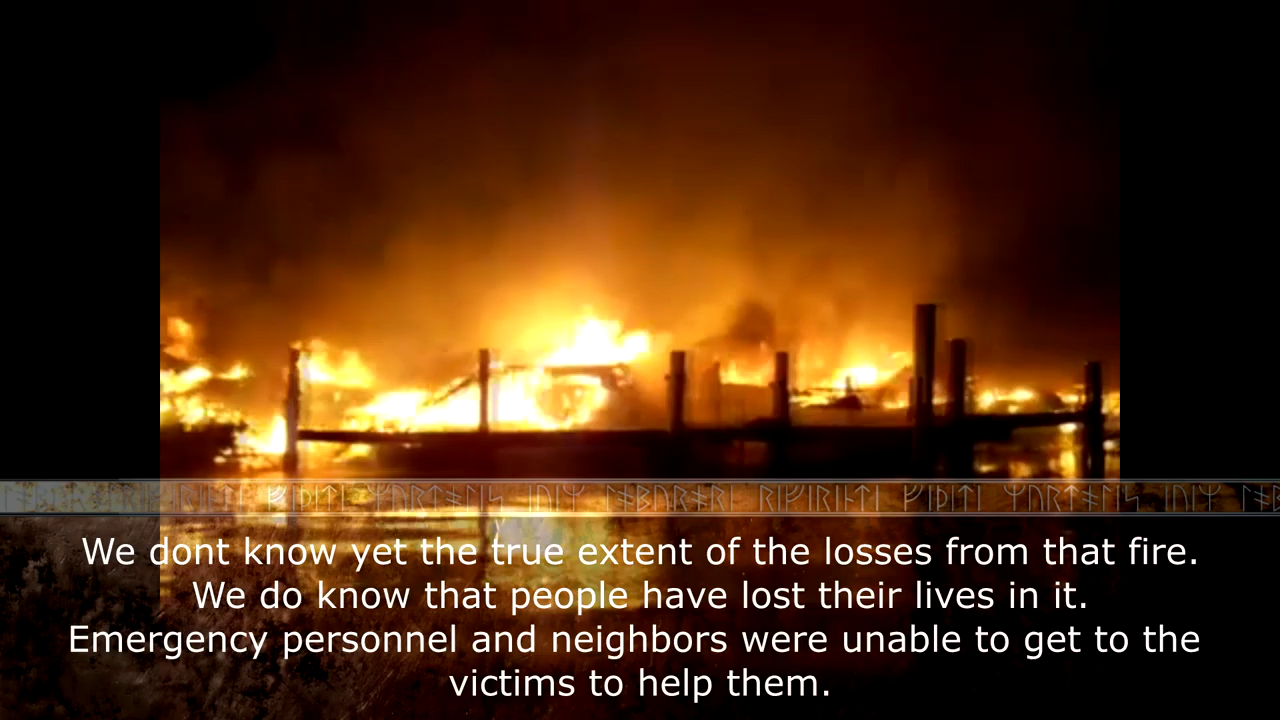 We dont know yet the true extent of the losses from that fire.
We do know that people have lost their lives in it.
Emergency personnel and neighbors were unable to get to the
victims to help them.